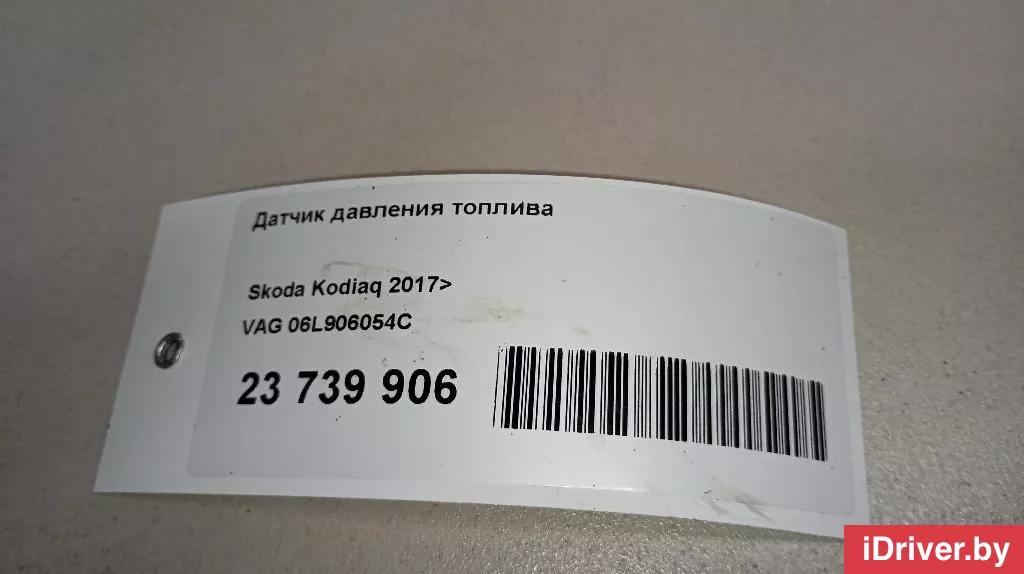 Датчик давления топлива
Skoda Kodiaq 2017>
VAG 06L906054C
23 739 906
iDriver.by